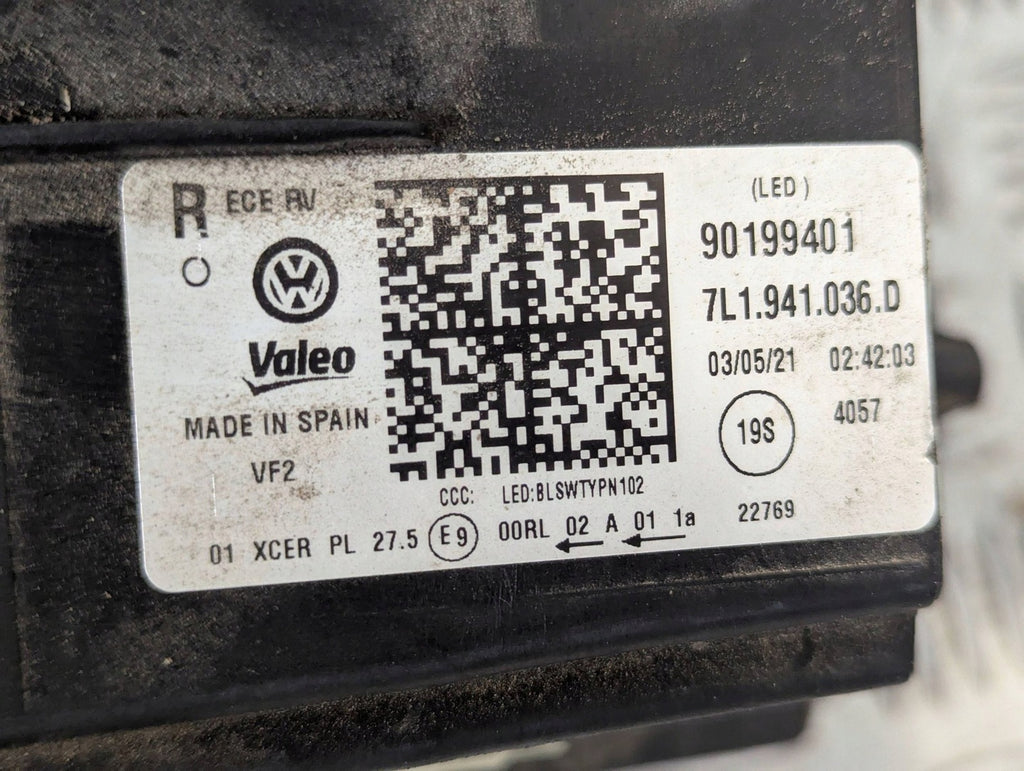 R ECE RV
(LED)
90199401
7L1.941.036.D
Valeo
03/05/21 02:42:03
MADE IN SPAIN
19S
4057
VF2
CCC: LED:BLSWTYPN102
01 XCER PL 27.5 E9 00RL 02 A 01 1a
22769